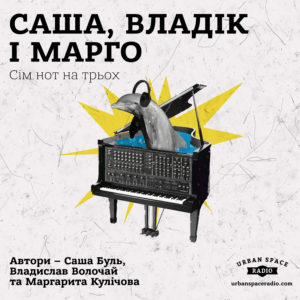 САША, ВЛАДІК
І МАРГО
Сім нот на трьох
Автори – Саша Буль,
Владислав Волочай
та Маргарита Кулічова
URBAN SPACE
RADIO
urbanspaceradio.com